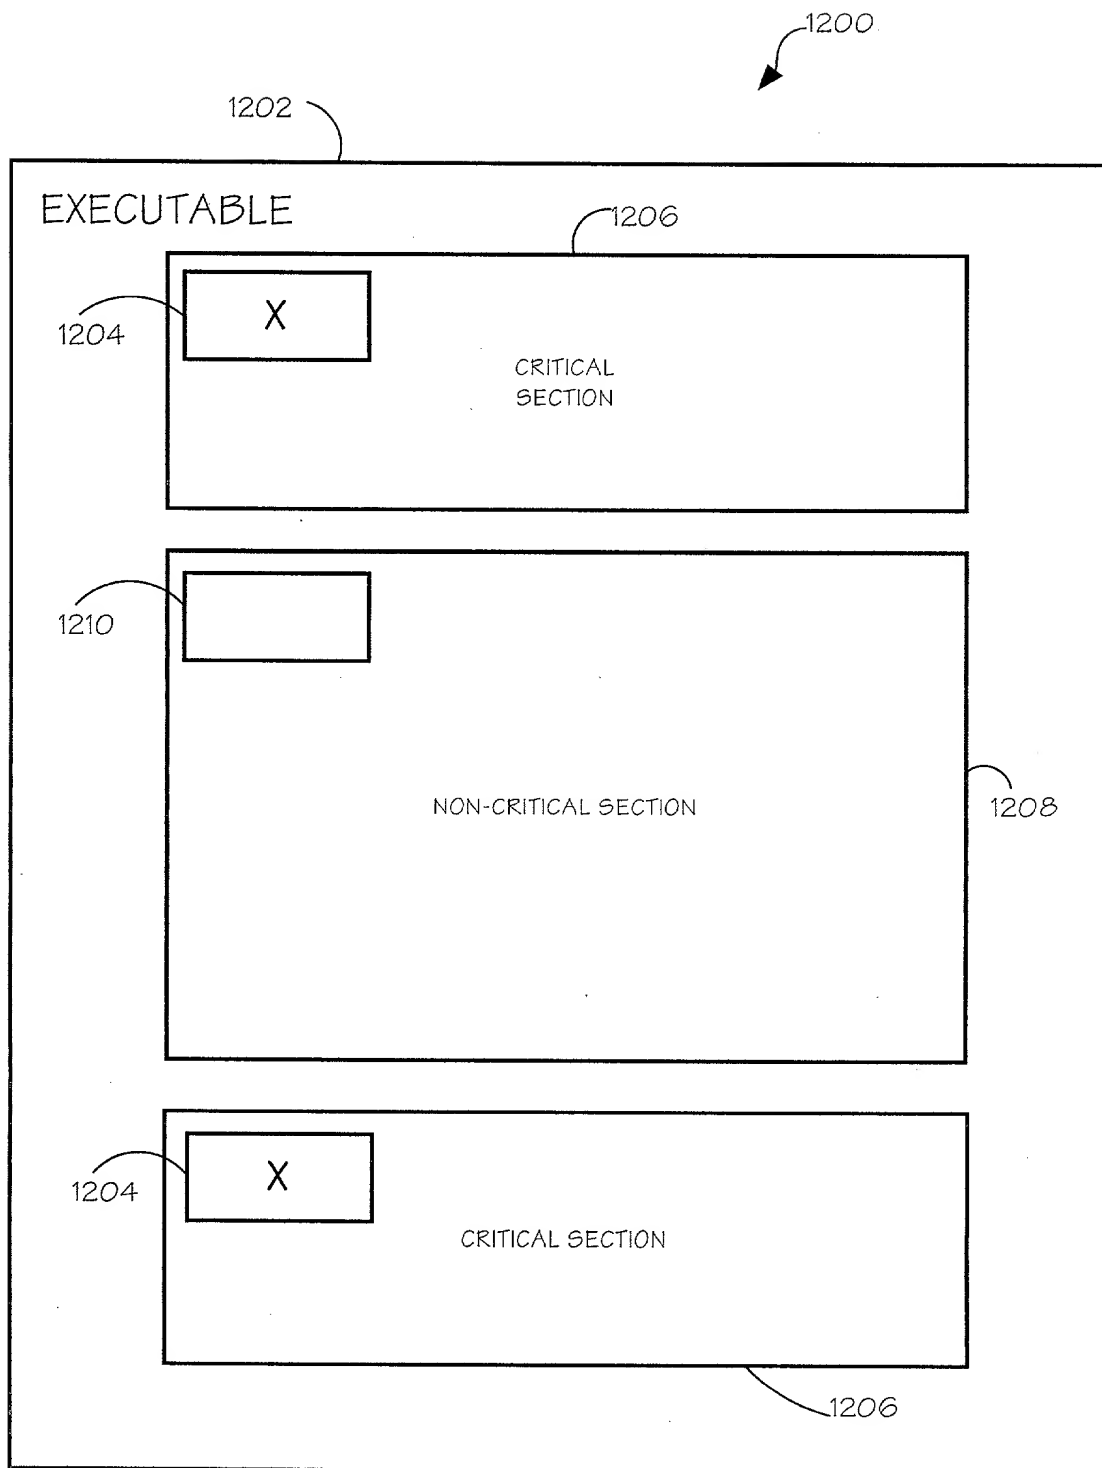 1200
1202
EXECUTABLE
1206
X
1204
CRITICAL
SECTION
1210
NON-CRITICAL SECTION
1208
X
1204
CRITICAL SECTION
1206